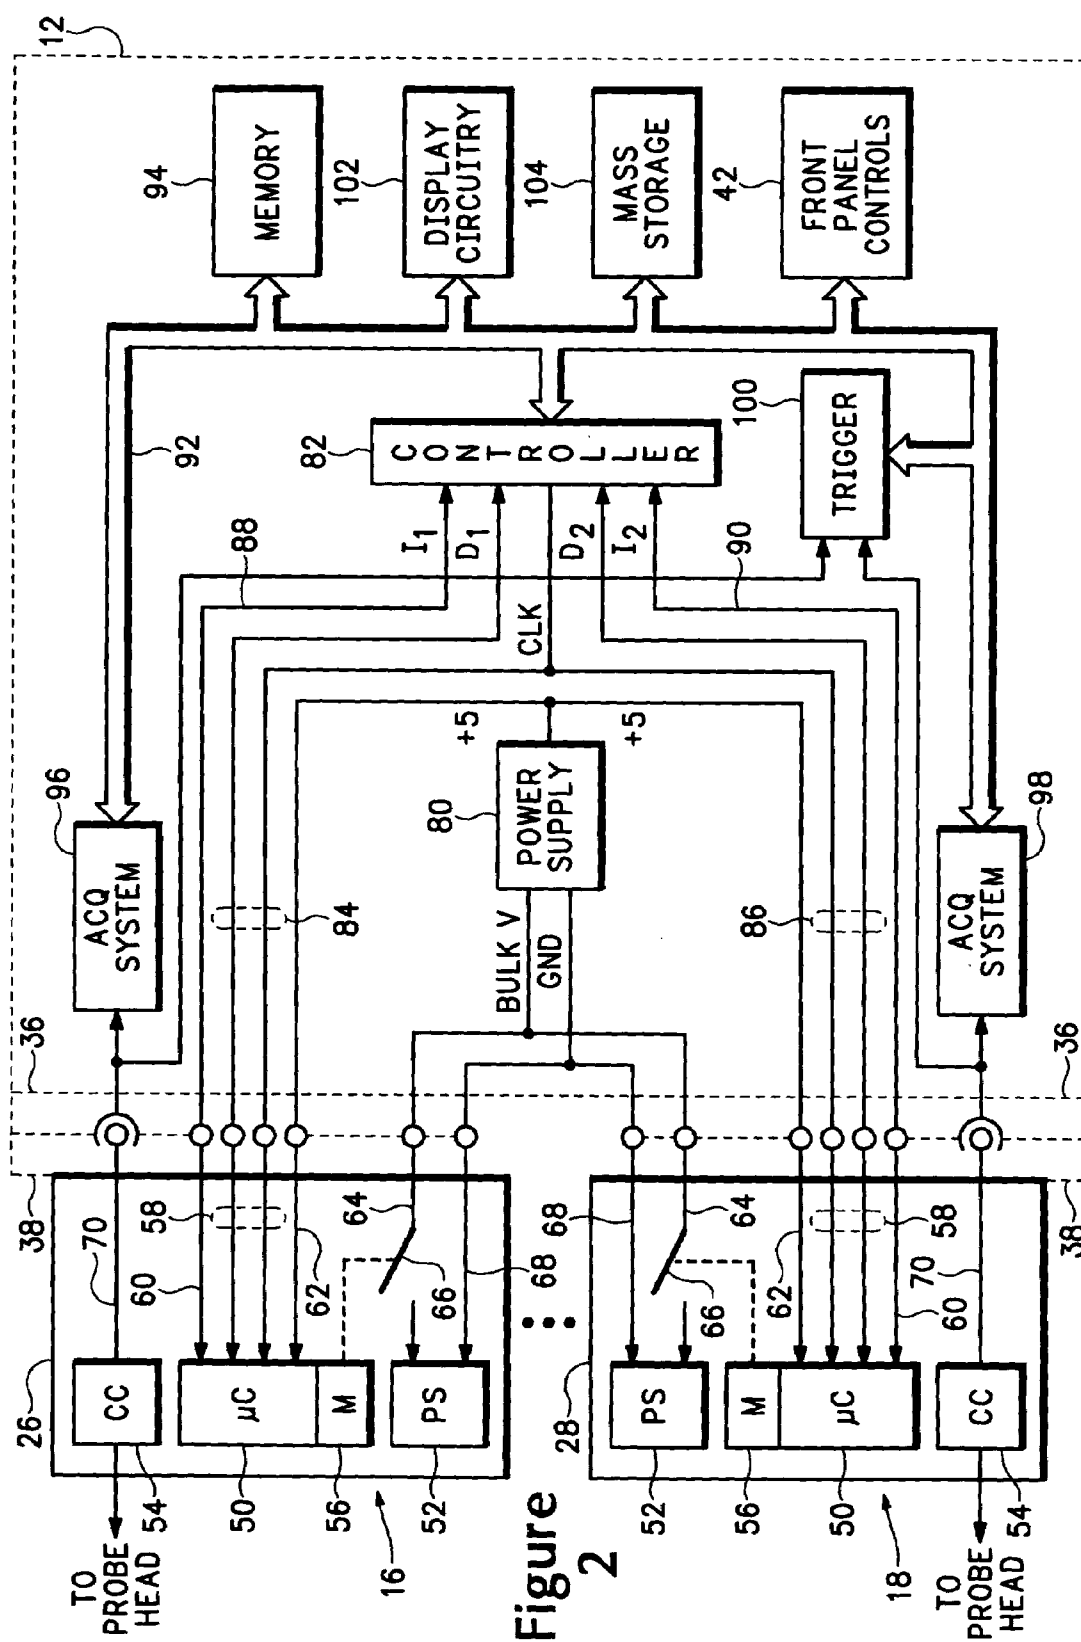 Figure
2
12
94
MEMORY
102
DISPLAY
CIRCUITRY
104
MASS
STORAGE
42
FRONT
PANEL
CONTROLS
92
82
CONTROLLER
100
TRIGGER
88
I1
D1
CLK
D2
I2
90
96
ACQ
SYSTEM
84
+5
+5
80
POWER
SUPPLY
BULK V
GND
86
98
ACQ
SYSTEM
36
36
38
38
70
60
58
62
64
66
68
68
64
66
62
58
70
60
26
CC
µC
M
PS
28
PS
M
µC
CC
54
50
56
52
16
52
56
50
54
18
TO
PROBE
HEAD
TO
PROBE
HEAD